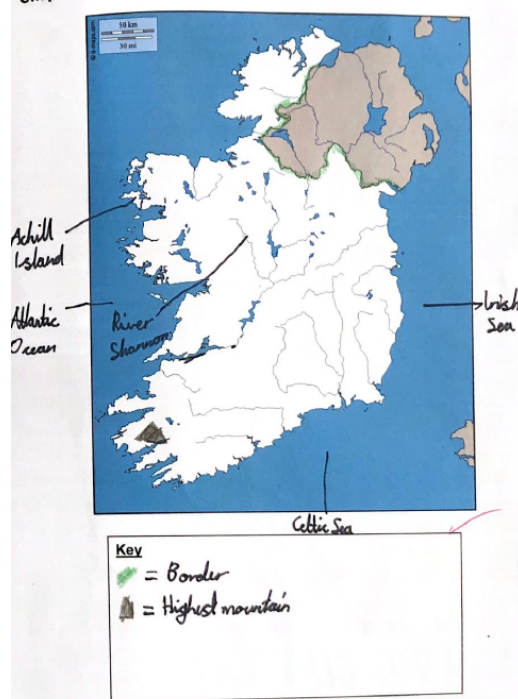 50 km
30 mi
Achill
Island
Atlantic
Ocean
River
Shannon
Irish
Sea
Celtic Sea
Key
= Border
= Highest mountain